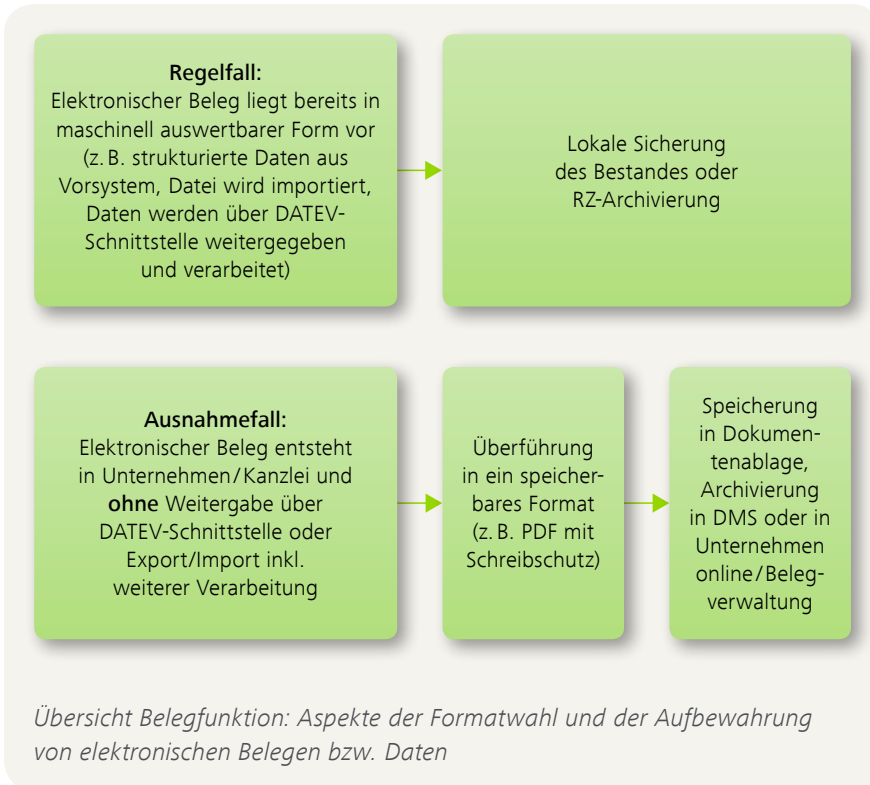 Regelfall:
Elektronischer Beleg liegt bereits in
maschinell auswertbarer Form vor
(z. B. strukturierte Daten aus
Vorsystem, Datei wird importiert,
Daten werden über DATEV-
Schnittstelle weitergegeben
und verarbeitet)
Lokale Sicherung
des Bestandes oder
RZ-Archivierung
Ausnahmefall:
Elektronischer Beleg entsteht
in Unternehmen/Kanzlei und
ohne Weitergabe über
DATEV-Schnittstelle oder
Export/Import inkl.
weiterer Verarbeitung
Überführung
in ein speicher-
bares Format
(z. B. PDF mit
Schreibschutz)
Speicherung
in Dokumen-
tenablage,
Archivierung
in DMS oder in
Unternehmen
online/Beleg-
verwaltung
Übersicht Belegfunktion: Aspekte der Formatwahl und der Aufbewahrung
von elektronischen Belegen bzw. Daten